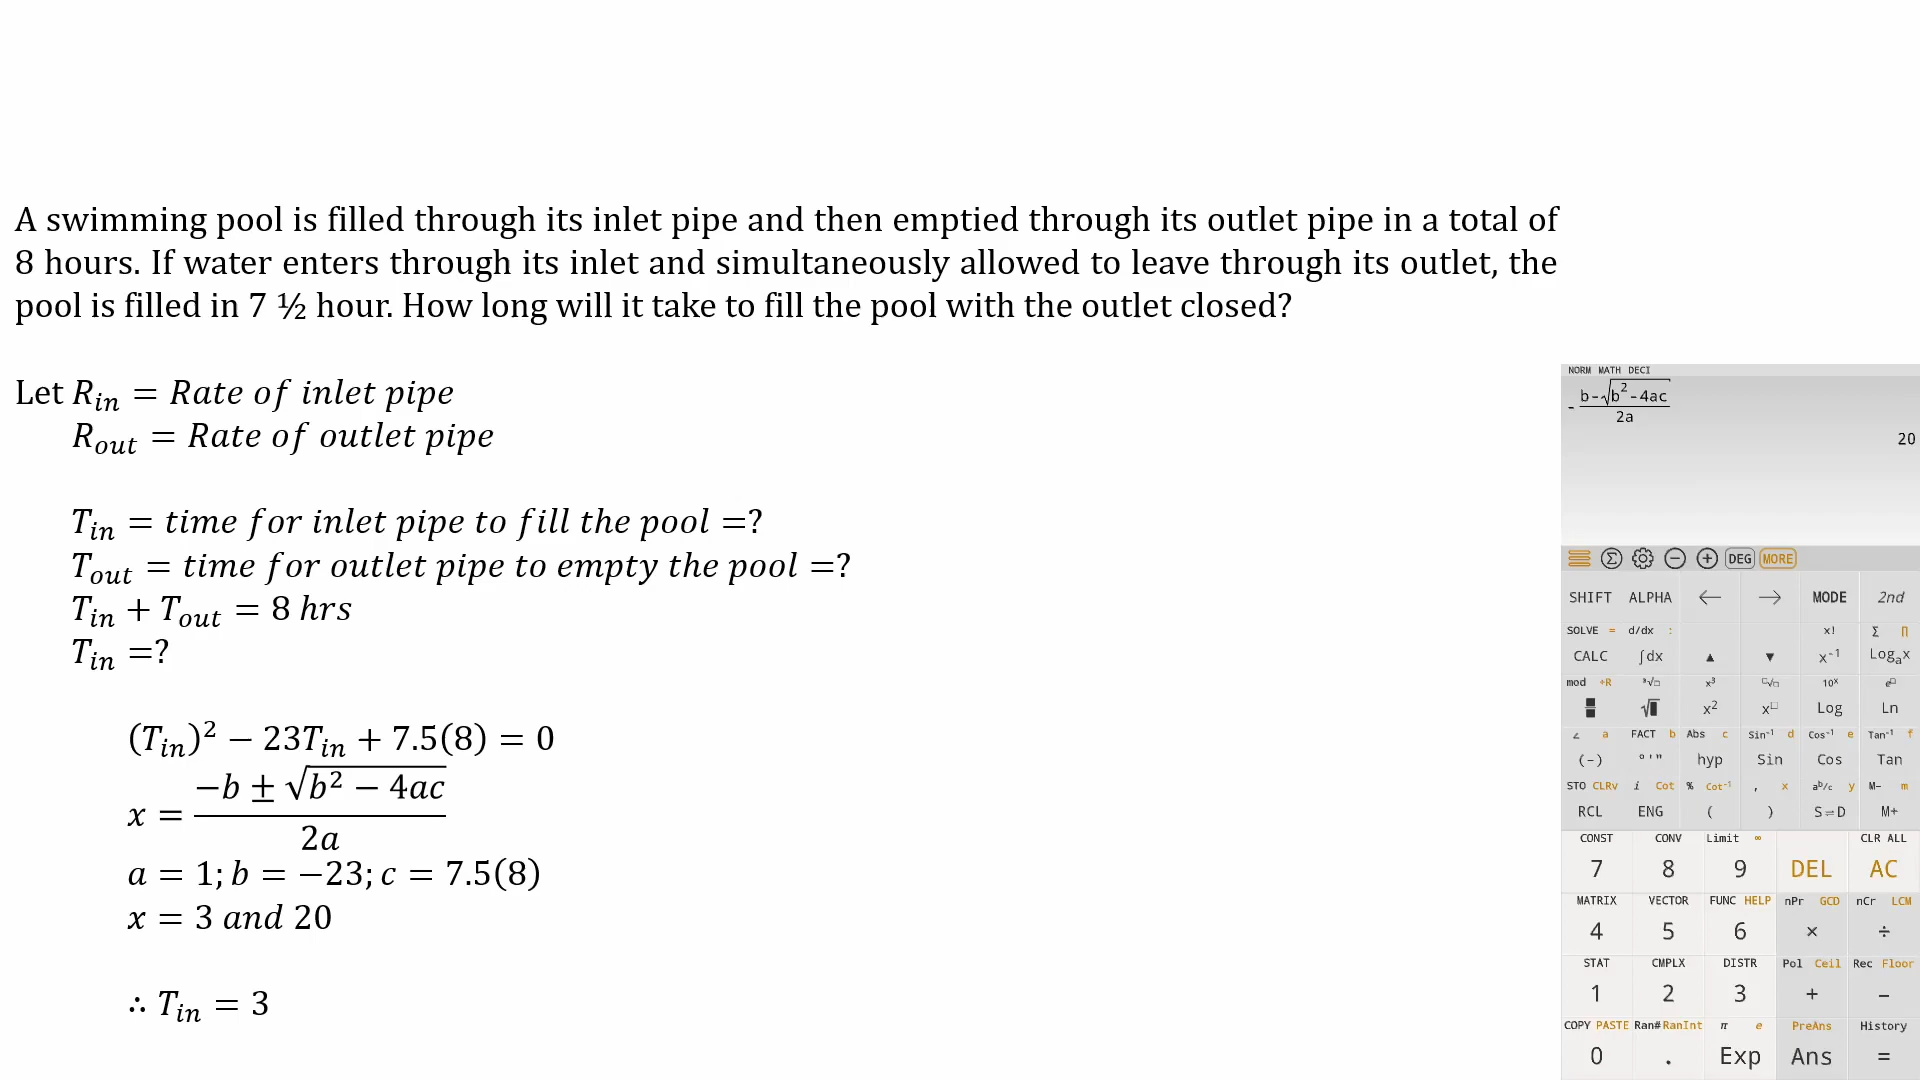 A swimming pool is filled through its inlet pipe and then emptied through its outlet pipe in a total of
8 hours. If water enters through its inlet and simultaneously allowed to leave through its outlet, the
pool is filled in 7 ½ hour. How long will it take to fill the pool with the outlet closed?
Let R_in = Rate of inlet pipe
R_out = Rate of outlet pipe
T_in = time for inlet pipe to fill the pool =?
T_out = time for outlet pipe to empty the pool =?
T_in + T_out = 8 hrs
T_in =?
(T_in)² − 23T_in + 7.5(8) = 0
x = (−b ± √(b² − 4ac)) / 2a
a = 1; b = −23; c = 7.5(8)
x = 3 and 20
∴ T_in = 3
NORM MATH DECI
- (b-√(b²-4ac)) / 2a
20
DEG MORE
SHIFT ALPHA ← → MODE 2nd
SOLVE = d/dx : x! Σ ∏
CALC ∫dx ▲ ▼ x⁻¹ Logₐx
mod ÷R ³√□ x³ □√□ 10ˣ e□
√ x² x□ Log Ln
∠ a FACT b Abs c Sin⁻¹ d Cos⁻¹ e Tan⁻¹ f
(−) °'" hyp Sin Cos Tan
STO CLRv i Cot % Cot⁻¹ , x aᵇ/c y M− m
RCL ENG ( ) S⇌D M+
CONST CONV Limit ∞ CLR ALL
7 8 9 DEL AC
MATRIX VECTOR FUNC HELP nPr GCD nCr LCM
4 5 6 × ÷
STAT CMPLX DISTR Pol Ceil Rec Floor
1 2 3 + −
COPY PASTE Ran# RanInt π e PreAns History
0 . Exp Ans =